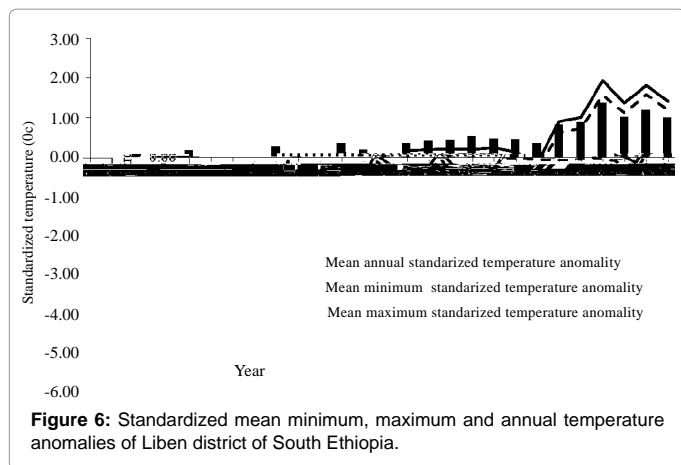 3.00
2.00
1.00
0.00
-1.00
-2.00
-3.00
-4.00
-5.00
-6.00
Standardized temperature (0c)
Mean annual standarized temperature anomality
Mean minimum standarized temperature anomality
Mean maximum standarized temperature anomality
Year
Figure 6: Standardized mean minimum, maximum and annual temperature
anomalies of Liben district of South Ethiopia.